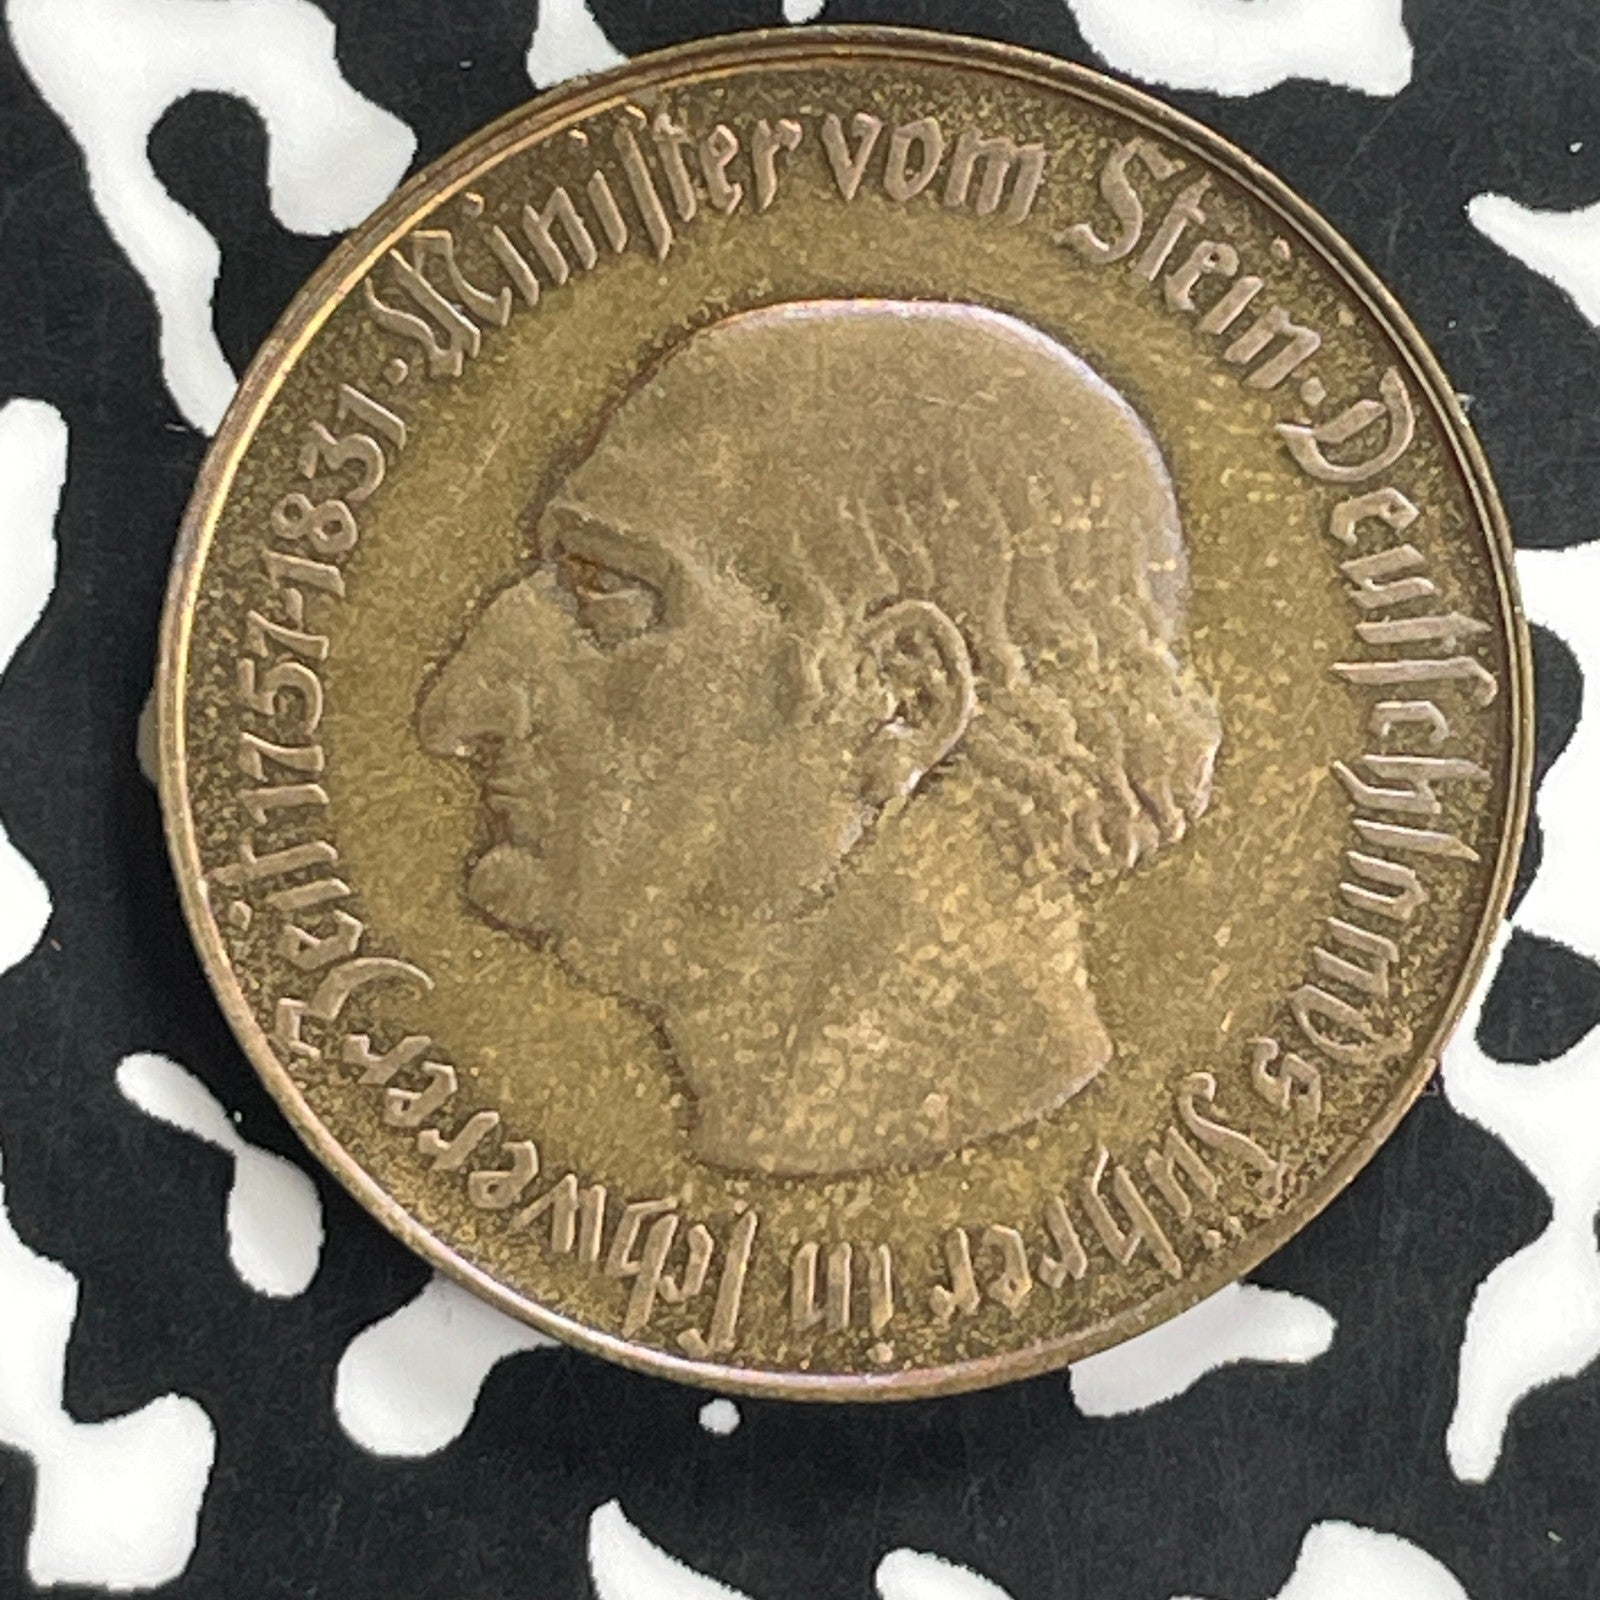 Minister vom Stein · Deutschlands Führer in schwerer Zeit 1757-1831 ·